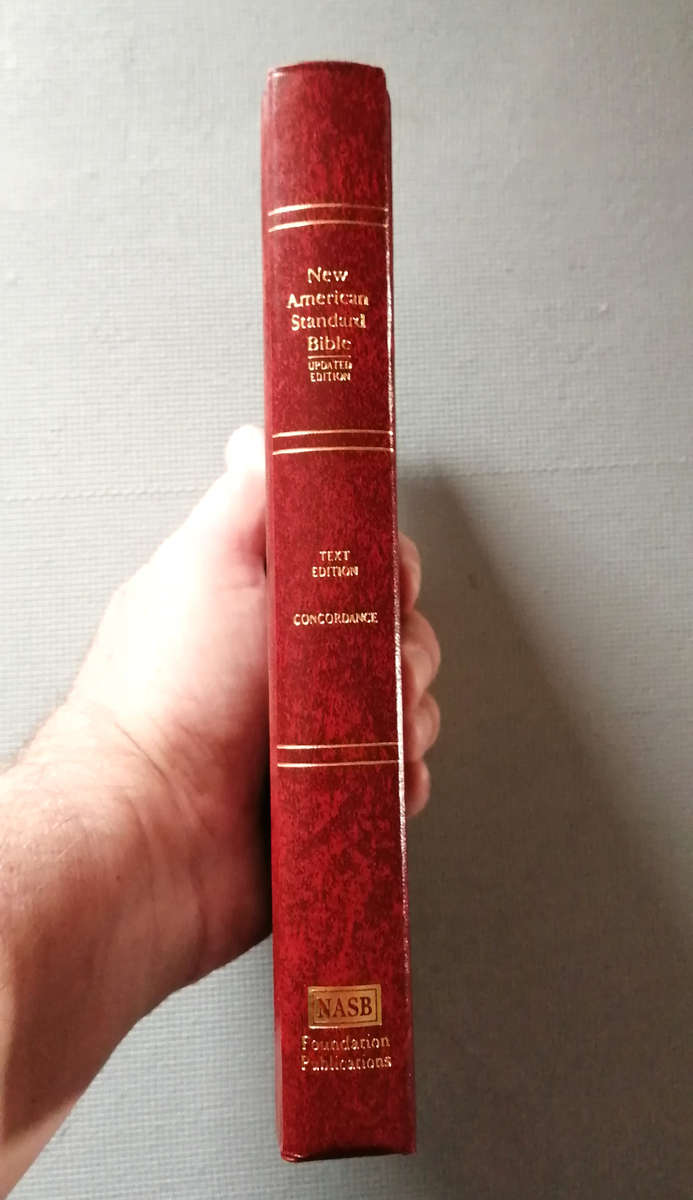 New
American
Standard
Bible
UPDATED
EDITION
TEXT
EDITION
CONCORDANCE
NASB
Foundation
Publications